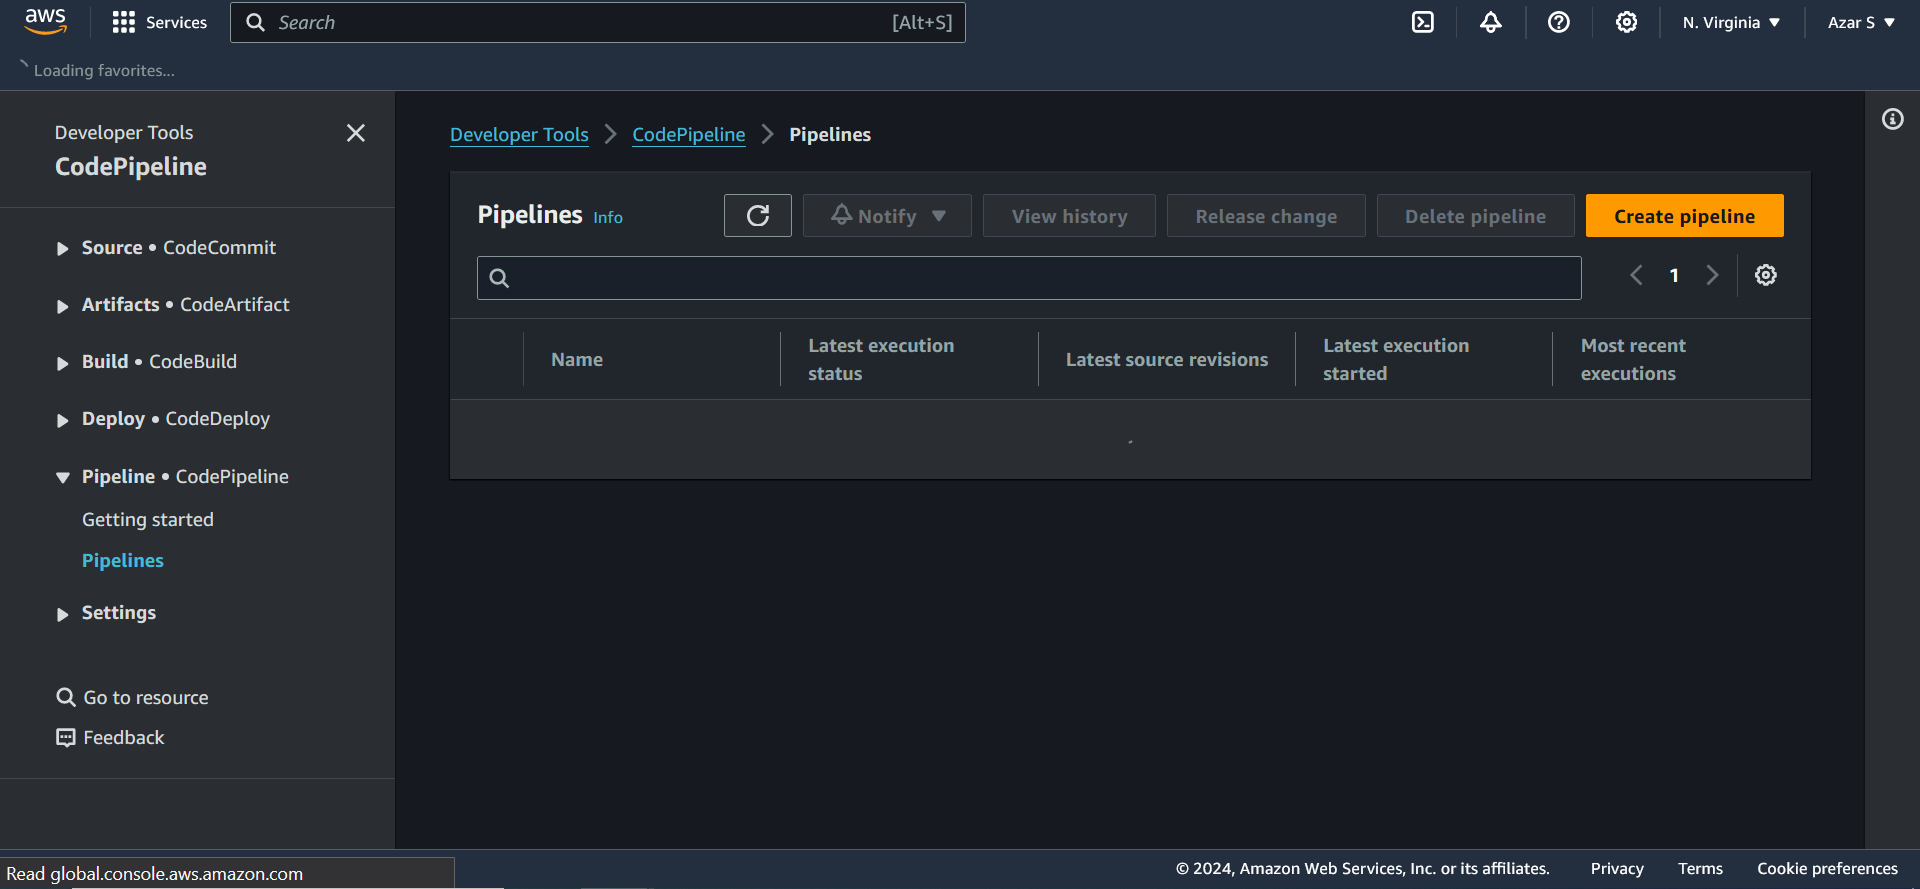 aws
Services
Search
[Alt+S]
N. Virginia
Azar S
Loading favorites...
Developer Tools
CodePipeline
Source • CodeCommit
Artifacts • CodeArtifact
Build • CodeBuild
Deploy • CodeDeploy
Pipeline • CodePipeline
Getting started
Pipelines
Settings
Go to resource
Feedback
Developer Tools
CodePipeline
Pipelines
Pipelines Info
Notify
View history
Release change
Delete pipeline
Create pipeline
1
Name
Latest execution
status
Latest source revisions
Latest execution
started
Most recent
executions
Read global.console.aws.amazon.com
© 2024, Amazon Web Services, Inc. or its affiliates.
Privacy
Terms
Cookie preferences